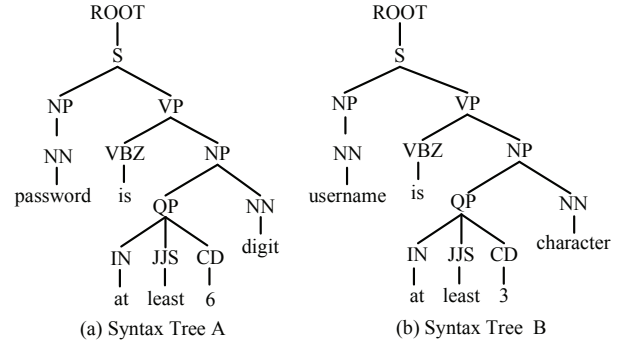 ROOT ROOT
S S
NP VP NP VP
NN VBZ NP NN VBZ NP
password is QP NN username is QP NN
digit character
IN JJS CD IN JJS CD
at least 6 at least 3
(a) Syntax Tree A (b) Syntax Tree B